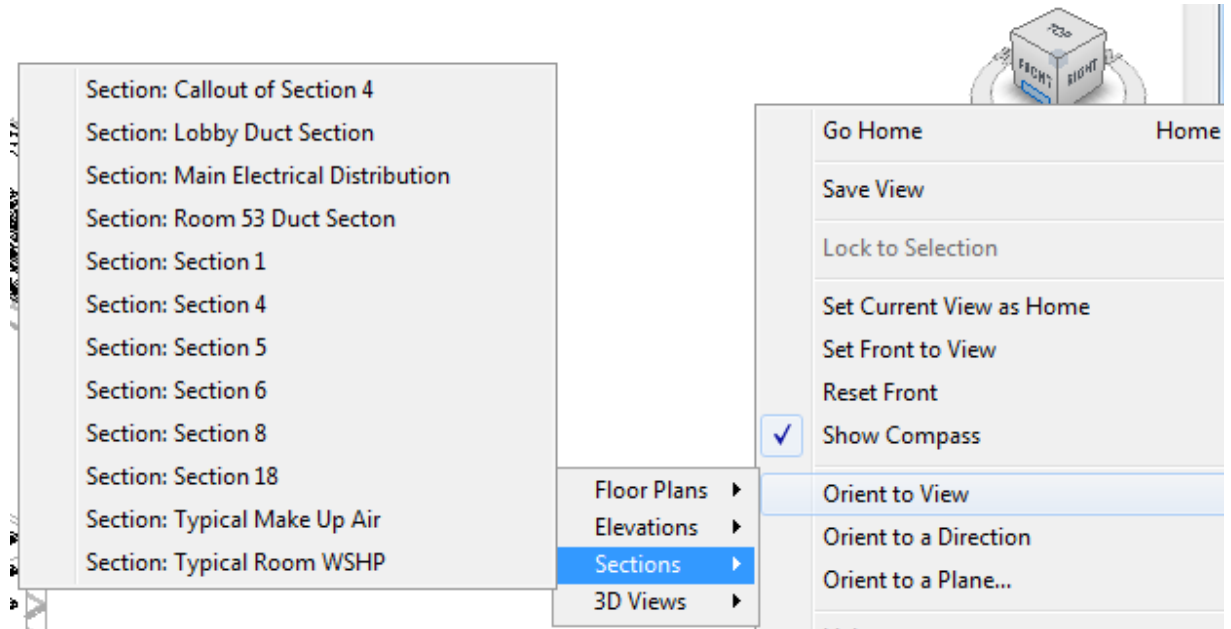 TOP
FRONT
RIGHT
Section: Callout of Section 4
Section: Lobby Duct Section
Section: Main Electrical Distribution
Section: Room 53 Duct Secton
Section: Section 1
Section: Section 4
Section: Section 5
Section: Section 6
Section: Section 8
Section: Section 18
Section: Typical Make Up Air
Section: Typical Room WSHP
Floor Plans
Elevations
Sections
3D Views
Go Home Home
Save View
Lock to Selection
Set Current View as Home
Set Front to View
Reset Front
Show Compass
Orient to View
Orient to a Direction
Orient to a Plane...